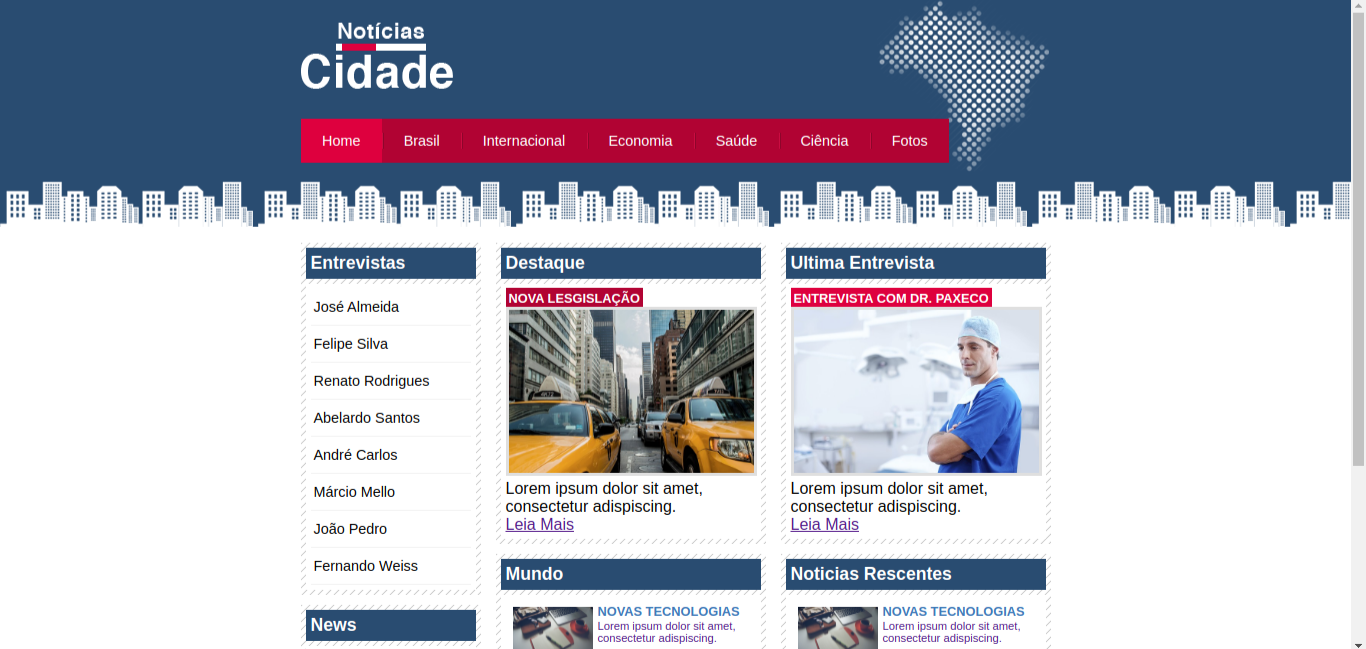 Notícias
Cidade
Home
Brasil
Internacional
Economia
Saúde
Ciência
Fotos
Entrevistas
José Almeida
Felipe Silva
Renato Rodrigues
Abelardo Santos
André Carlos
Márcio Mello
João Pedro
Fernando Weiss
News
Destaque
NOVA LESGISLAÇÃO
Lorem ipsum dolor sit amet,
consectetur adispiscing.
Leia Mais
Ultima Entrevista
ENTREVISTA COM DR. PAXECO
Lorem ipsum dolor sit amet,
consectetur adispiscing.
Leia Mais
Mundo
NOVAS TECNOLOGIAS
Lorem ipsum dolor sit amet,
consectetur adispiscing.
Noticias Rescentes
NOVAS TECNOLOGIAS
Lorem ipsum dolor sit amet,
consectetur adispiscing.